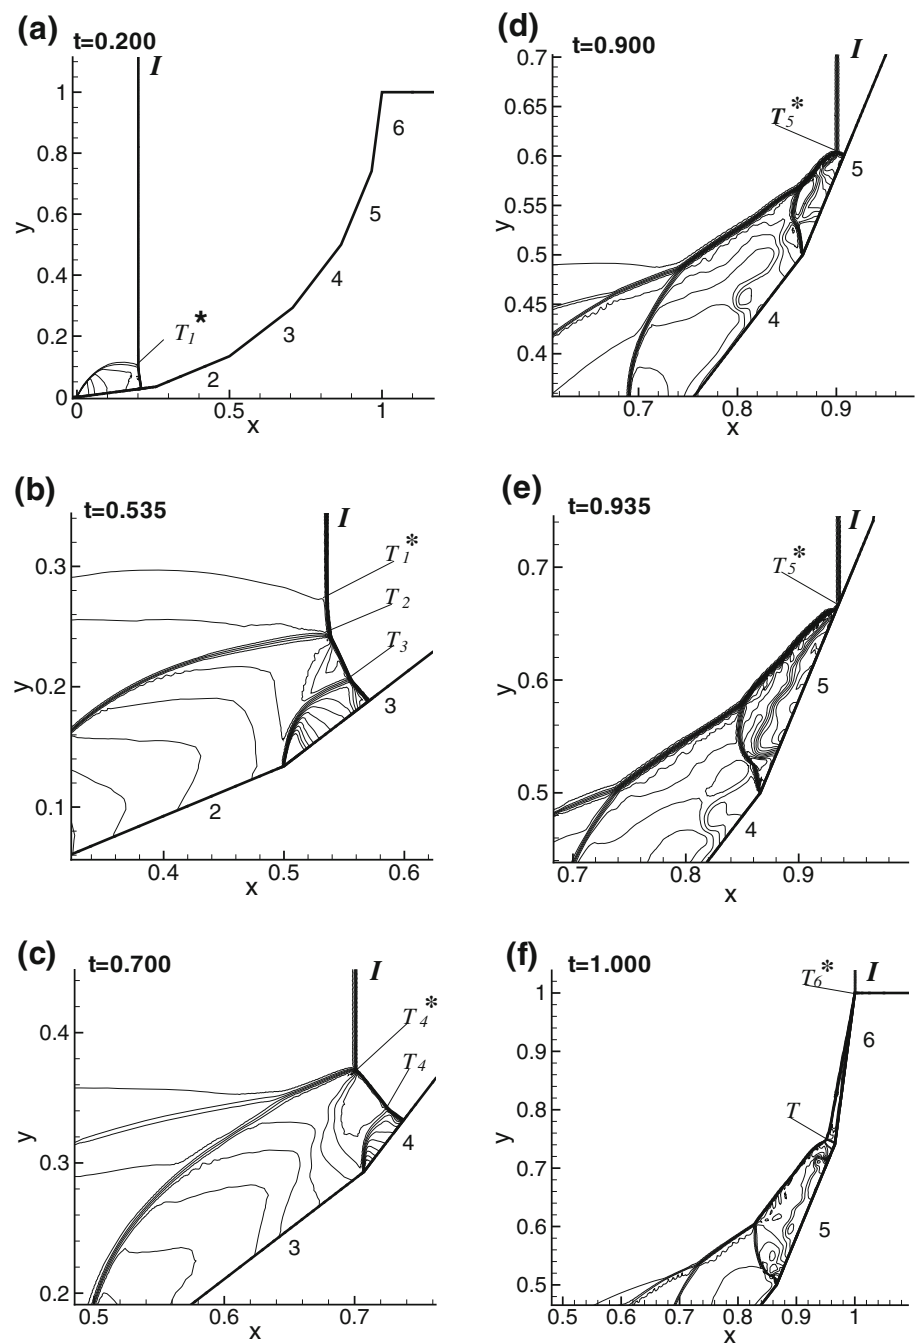 (a)
t=0.200
I
1
0.8
0.6
0.4
0.2
0
y
T1*
2
3
4
5
6
0
0.5
1
x
(b)
t=0.535
I
0.3
0.2
0.1
y
T1*
T2
T3
2
3
0.4
0.5
0.6
x
(c)
t=0.700
I
0.4
0.3
0.2
y
T4*
T4
3
4
0.5
0.6
0.7
x
(d)
t=0.900
I
0.7
0.65
0.6
0.55
0.5
0.45
0.4
y
T5*
5
4
0.7
0.8
0.9
x
(e)
t=0.935
I
0.7
0.6
0.5
y
T5*
5
4
0.7
0.8
0.9
x
(f)
t=1.000
T6*
I
1
0.9
0.8
0.7
0.6
0.5
y
T
6
5
0.5
0.6
0.7
0.8
0.9
1
x